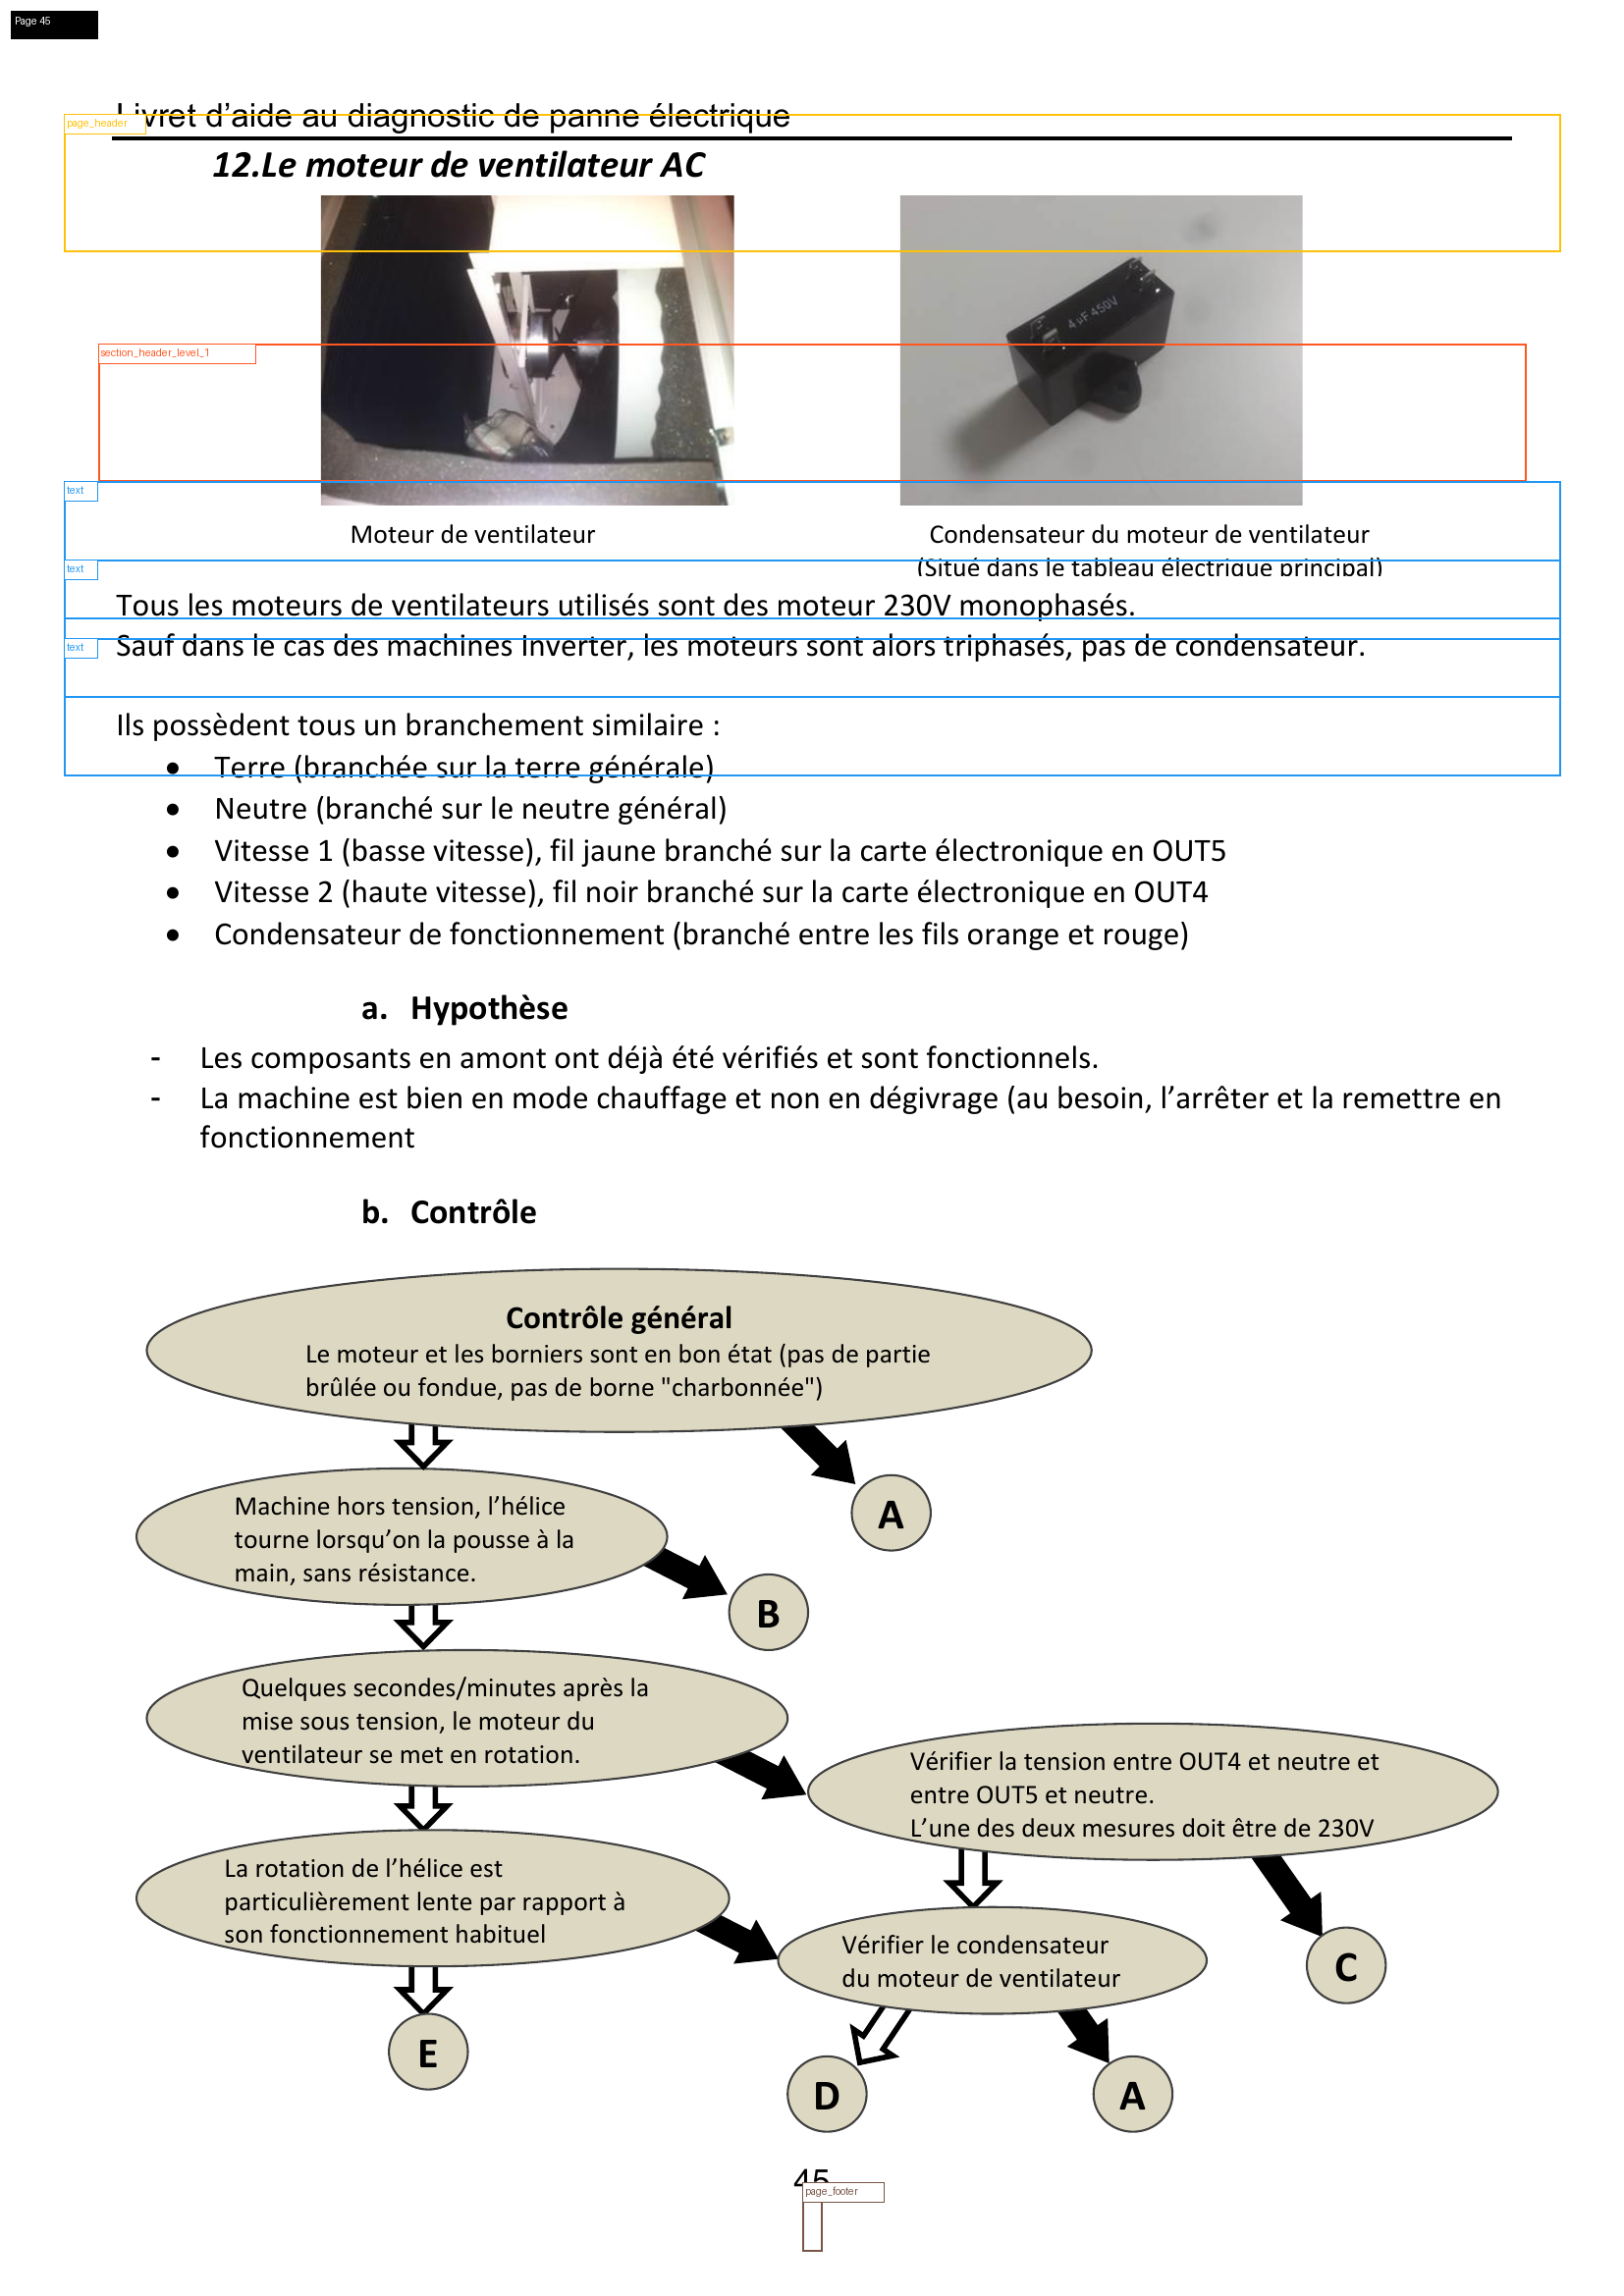 Page 45
Livret d’aide au diagnostic de panne électrique
page_header
12.Le moteur de ventilateur AC
4 µF 450V
section_header_level_1
text
Moteur de ventilateur
Condensateur du moteur de ventilateur
(Situé dans le tableau électrique principal)
text
Tous les moteurs de ventilateurs utilisés sont des moteur 230V monophasés.
text
Sauf dans le cas des machines Inverter, les moteurs sont alors triphasés, pas de condensateur.
Ils possèdent tous un branchement similaire :
• Terre (branchée sur la terre générale)
• Neutre (branché sur le neutre général)
• Vitesse 1 (basse vitesse), fil jaune branché sur la carte électronique en OUT5
• Vitesse 2 (haute vitesse), fil noir branché sur la carte électronique en OUT4
• Condensateur de fonctionnement (branché entre les fils orange et rouge)
a. Hypothèse
- Les composants en amont ont déjà été vérifiés et sont fonctionnels.
- La machine est bien en mode chauffage et non en dégivrage (au besoin, l’arrêter et la remettre en
fonctionnement
b. Contrôle
Contrôle général
Le moteur et les borniers sont en bon état (pas de partie
brûlée ou fondue, pas de borne "charbonnée")
A
Machine hors tension, l’hélice
tourne lorsqu’on la pousse à la
main, sans résistance.
B
Quelques secondes/minutes après la
mise sous tension, le moteur du
ventilateur se met en rotation.
Vérifier la tension entre OUT4 et neutre et
entre OUT5 et neutre.
L’une des deux mesures doit être de 230V
La rotation de l’hélice est
particulièrement lente par rapport à
son fonctionnement habituel
Vérifier le condensateur
du moteur de ventilateur
C
E
D
A
45
page_footer